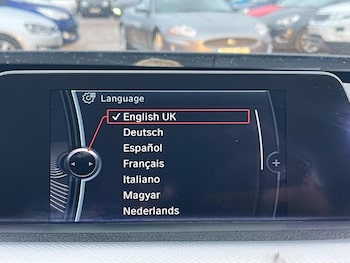 Language
✓ English UK
Deutsch
Español
Français
Italiano
Magyar
Nederlands